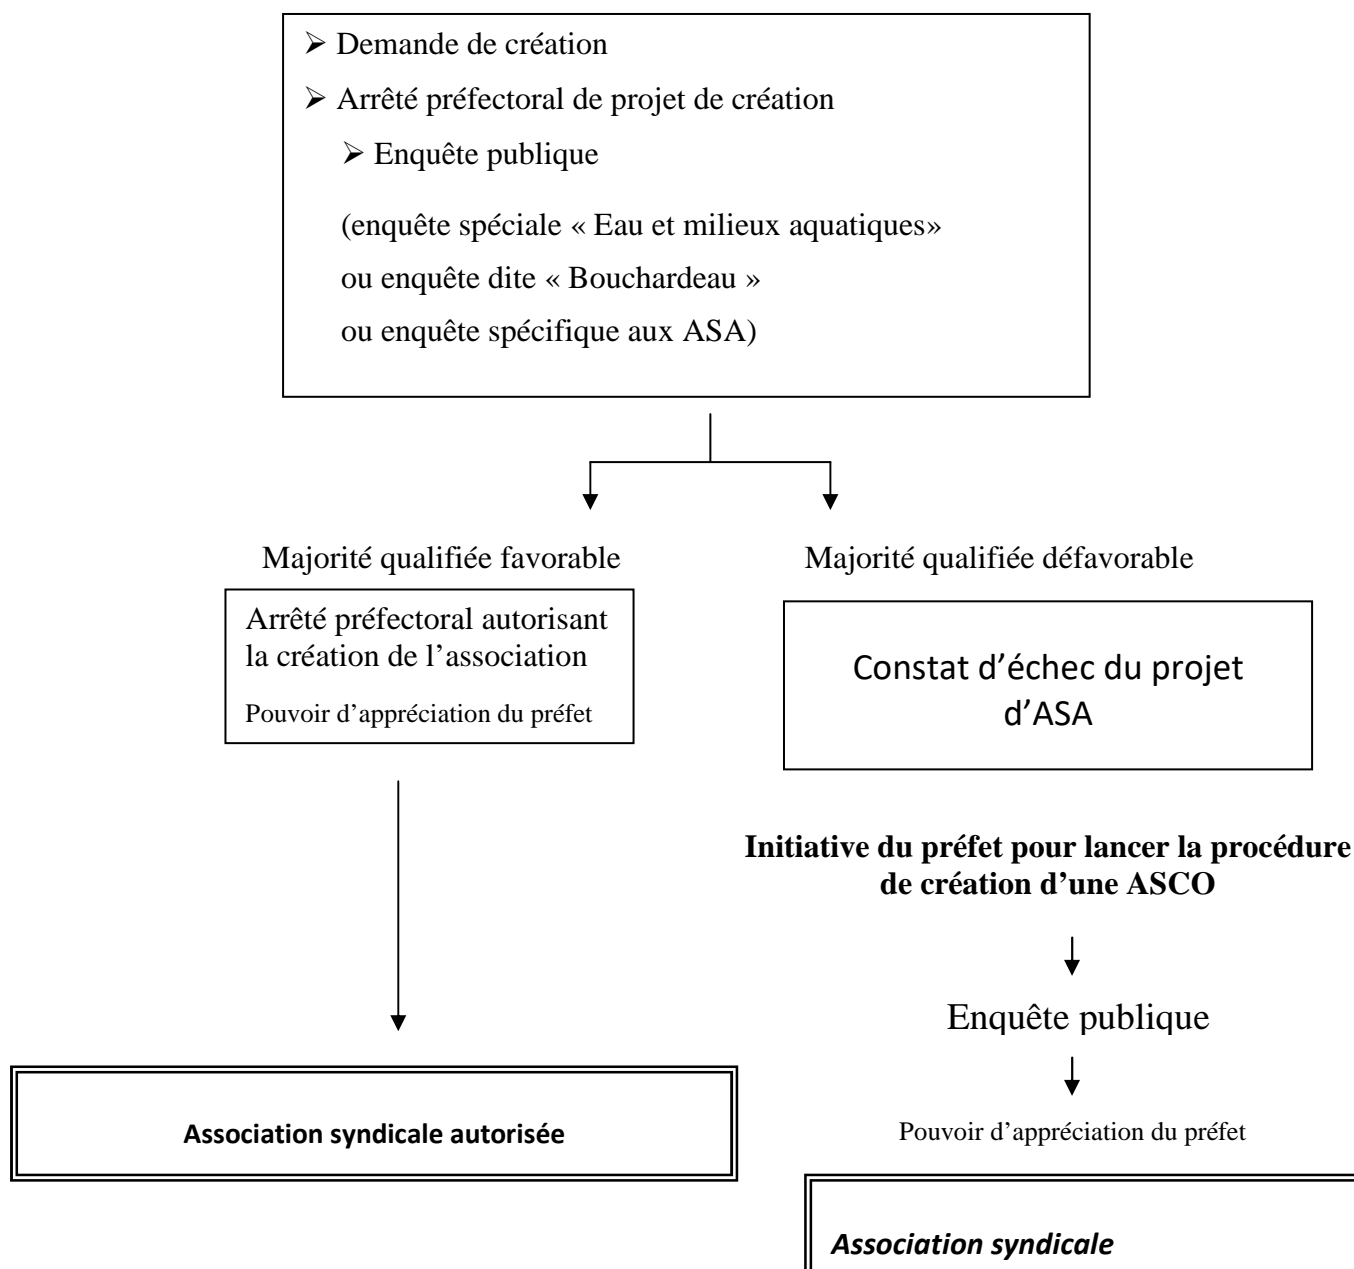 ➢ Demande de création
➢ Arrêté préfectoral de projet de création
➢ Enquête publique
(enquête spéciale « Eau et milieux aquatiques»
ou enquête dite « Bouchardeau »
ou enquête spécifique aux ASA)
Majorité qualifiée favorable
Arrêté préfectoral autorisant
la création de l’association
Pouvoir d’appréciation du préfet
Association syndicale autorisée
Majorité qualifiée défavorable
Constat d’échec du projet
d’ASA
Initiative du préfet pour lancer la procédure
de création d’une ASCO
Enquête publique
Pouvoir d’appréciation du préfet
Association syndicale